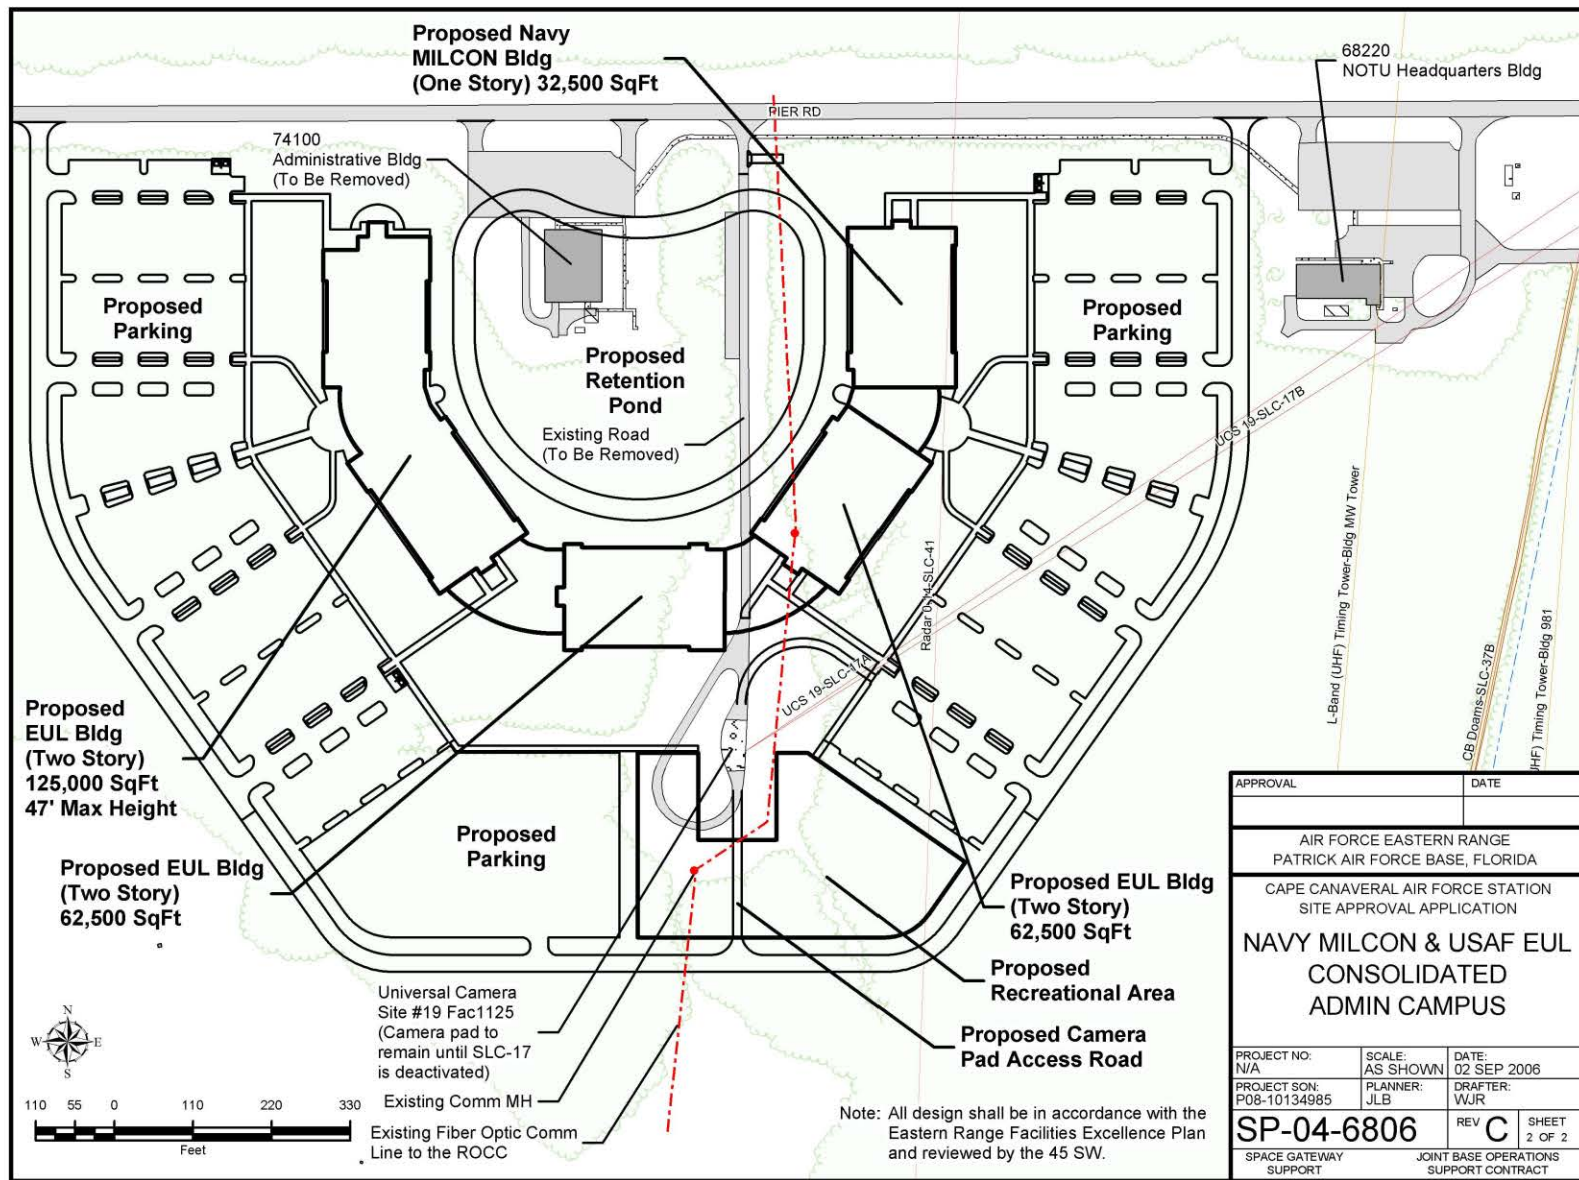 Proposed Navy
MILCON Bldg
(One Story) 32,500 SqFt
68220
NOTU Headquarters Bldg
PIER RD
74100
Administrative Bldg
(To Be Removed)
Proposed
Parking
Proposed
Parking
Proposed
Retention
Pond
Existing Road
(To Be Removed)
UCS 19-SLC-17B
L-Band (UHF) Timing Tower-Bldg MW Tower
Radar 0.14-SLC-41
CB Doams-SLC-37B
UHF) Timing Tower-Bldg 981
UCS 19-SLC-17A
Proposed
EUL Bldg
(Two Story)
125,000 SqFt
47' Max Height
Proposed
Parking
Proposed EUL Bldg
(Two Story)
62,500 SqFt
Proposed EUL Bldg
(Two Story)
62,500 SqFt
Proposed
Recreational Area
Proposed Camera
Pad Access Road
Universal Camera
Site #19 Fac1125
(Camera pad to
remain until SLC-17
is deactivated)
Existing Comm MH
Existing Fiber Optic Comm
Line to the ROCC
N
W E
S
110 55 0 110 220 330
Feet
Note: All design shall be in accordance with the
Eastern Range Facilities Excellence Plan
and reviewed by the 45 SW.
APPROVAL DATE
AIR FORCE EASTERN RANGE
PATRICK AIR FORCE BASE, FLORIDA
CAPE CANAVERAL AIR FORCE STATION
SITE APPROVAL APPLICATION
NAVY MILCON & USAF EUL
CONSOLIDATED
ADMIN CAMPUS
PROJECT NO: SCALE: DATE:
N/A AS SHOWN 02 SEP 2006
PROJECT SON: PLANNER: DRAFTER:
P08-10134985 JLB WJR
SP-04-6806 REV C SHEET
2 OF 2
SPACE GATEWAY JOINT BASE OPERATIONS
SUPPORT SUPPORT CONTRACT